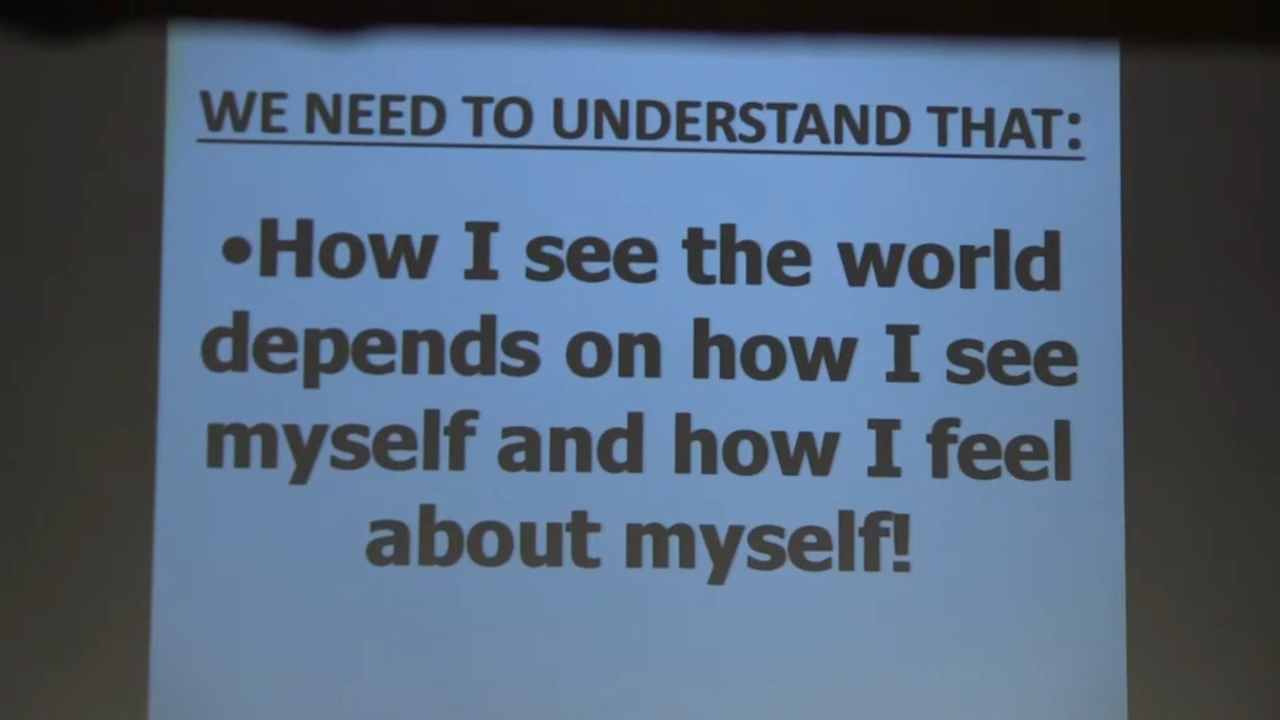 WE NEED TO UNDERSTAND THAT:
•How I see the world
depends on how I see
myself and how I feel
about myself!